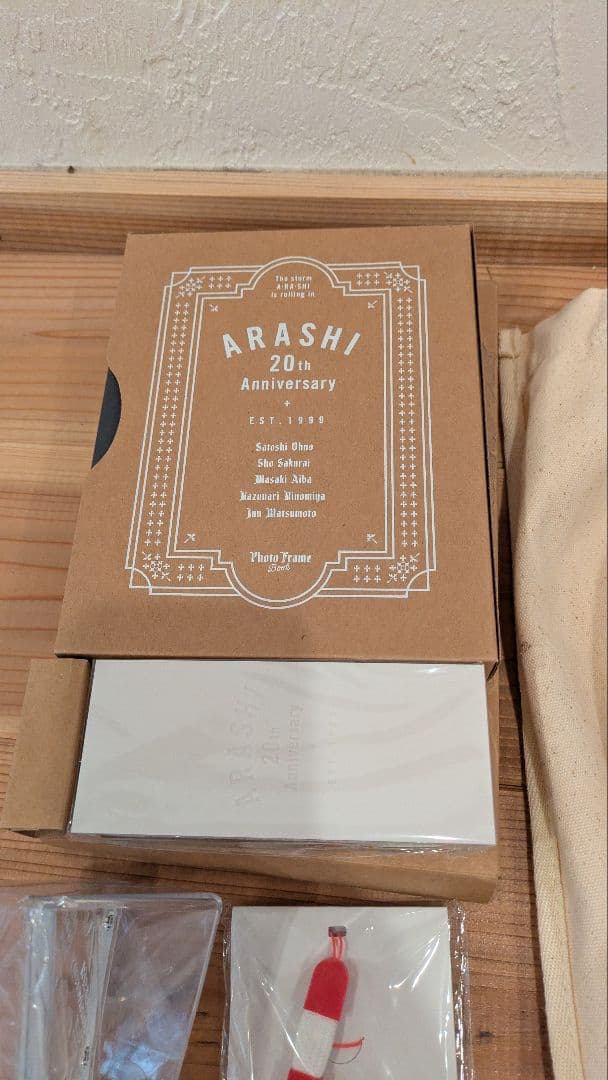 The storm
A·RA·SHI
is rolling in
ARASHI
20th
Anniversary
+
EST. 1999
Satoshi Ohno
Sho Sakurai
Masaki Aiba
Kazunari Ninomiya
Jun Matsumoto
Photo Frame
Book
ARASHI
20th
Anniversary